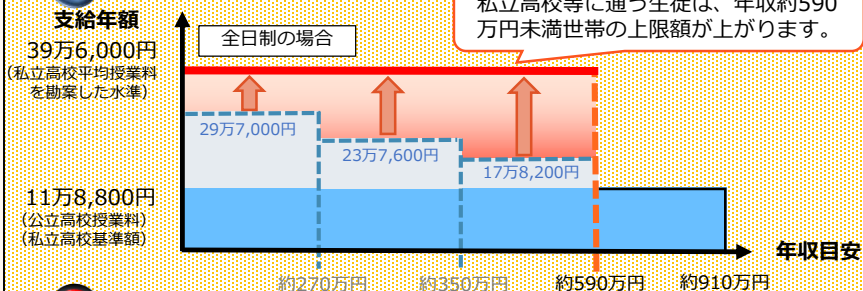 私立高校等に通う生徒は、年収約590
万円未満世帯の上限額が上がります。
支給年額
全日制の場合
39万6,000円
(私立高校平均授業料
を勘案した水準)
29万7,000円
23万7,600円
17万8,200円
11万8,800円
(公立高校授業料)
(私立高校基準額)
年収目安
約270万円
約350万円
約590万円
約910万円